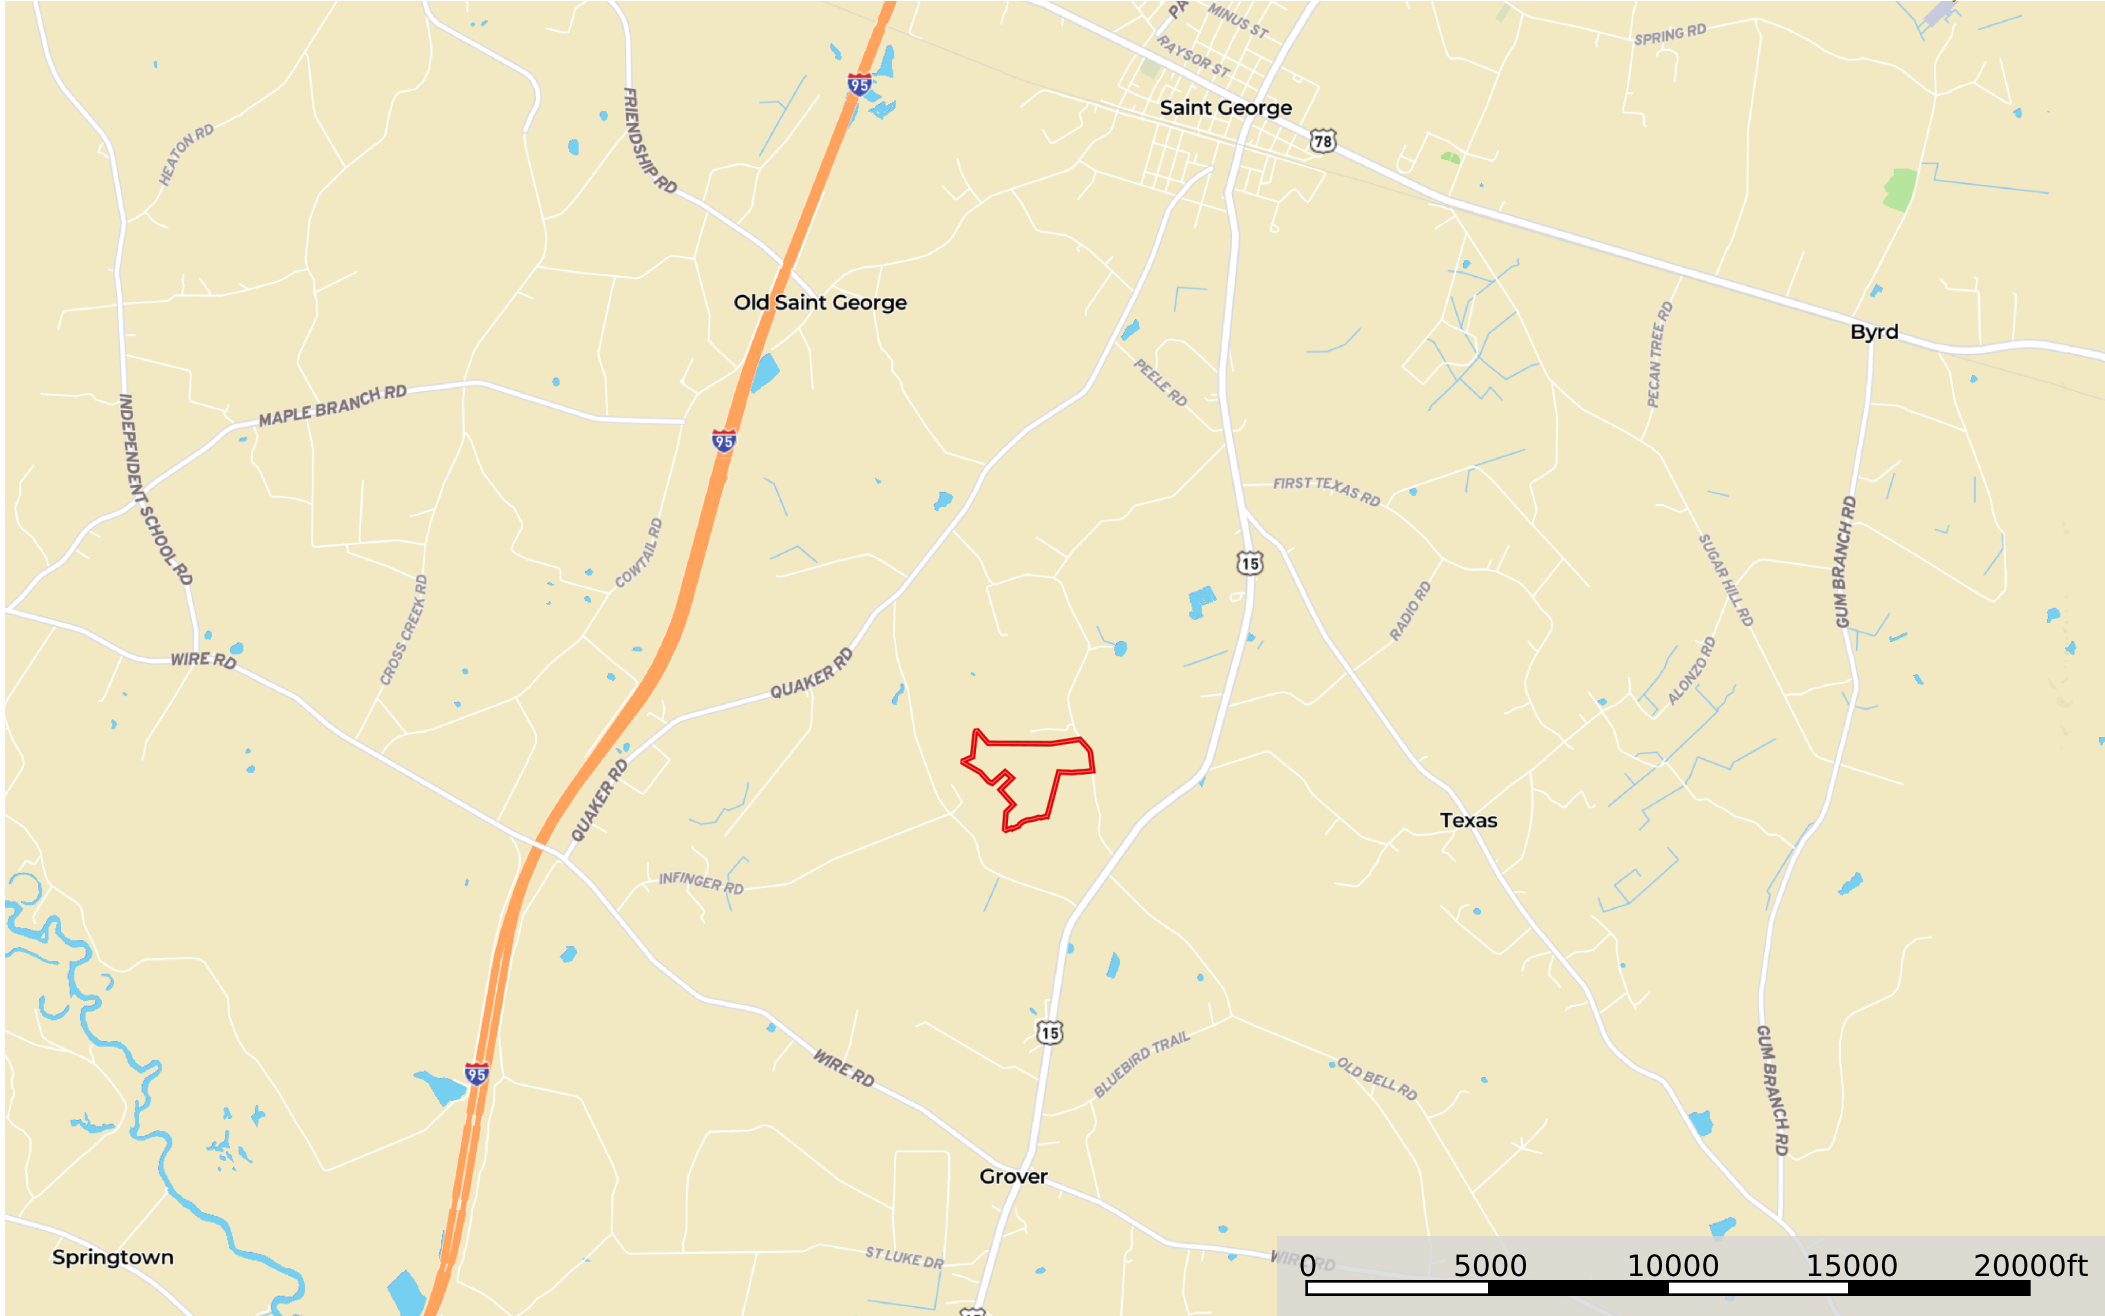 PA
MINUS ST
RAYSOR ST
SPRING RD
95
Saint George
78
HEATON RD
FRIENDSHIP RD
Old Saint George
Byrd
PECAN TREE RD
PEELE RD
MAPLE BRANCH RD
INDEPENDENT SCHOOL RD
95
FIRST TEXAS RD
GUM BRANCH RD
COWTAIL RD
15
SUGAR HILL RD
CROSS CREEK RD
RADIO RD
WIRE RD
QUAKER RD
ALONZO RD
QUAKER RD
Texas
INFINGER RD
15
WIRE RD
BLUEBIRD TRAIL
OLD BELL RD
95
GUM BRANCH RD
Grover
Springtown
ST LUKE DR
WIRE RD
0 5000 10000 15000 20000ft
15